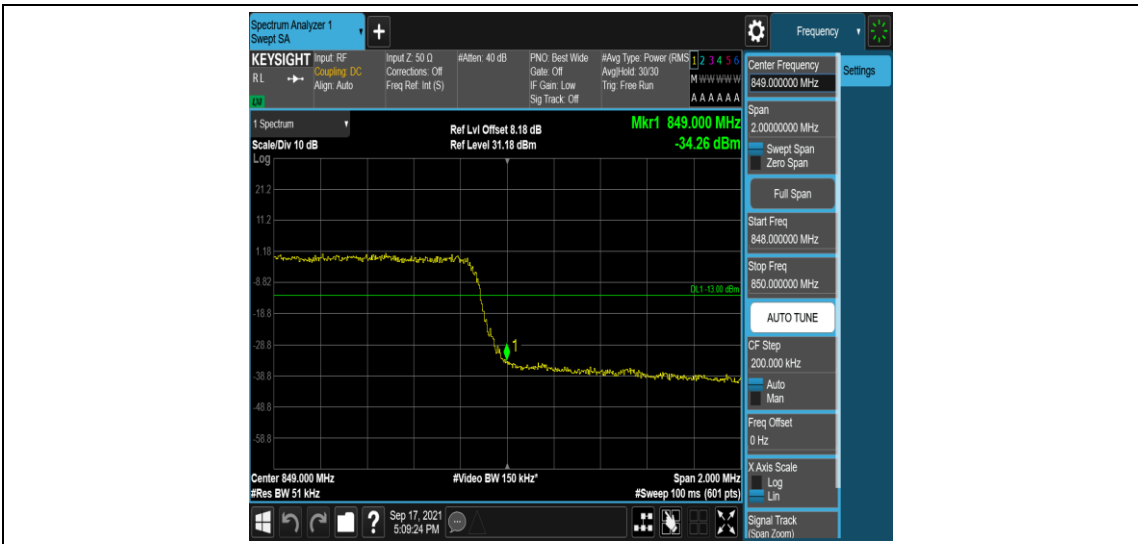 Spectrum Analyzer 1
Swept SA
+
Frequency
KEYSIGHT
RL
LXI
Input: RF
Coupling: DC
Align: Auto
Input Z: 50 Ω
Corrections: Off
Freq Ref: Int (S)
#Atten: 40 dB
PNO: Best Wide
Gate: Off
IF Gain: Low
Sig Track: Off
#Avg Type: Power (RMS
Avg|Hold: 30/30
Trig: Free Run
1 2 3 4 5 6
M W W W W W
A A A A A A
1 Spectrum
Scale/Div 10 dB
Log
Ref Lvl Offset 8.18 dB
Ref Level 31.18 dBm
Mkr1 849.000 MHz
-34.26 dBm
21.2
11.2
1.18
-8.82
-18.8
-28.8
-38.8
-48.8
-58.8
DL1 -13.00 dBm
1
Center 849.000 MHz
#Res BW 51 kHz
#Video BW 150 kHz*
Span 2.000 MHz
#Sweep 100 ms (601 pts)
?
Sep 17, 2021
5:09:24 PM
Center Frequency
849.000000 MHz
Settings
Span
2.00000000 MHz
Swept Span
Zero Span
Full Span
Start Freq
848.000000 MHz
Stop Freq
850.000000 MHz
AUTO TUNE
CF Step
200.000 kHz
Auto
Man
Freq Offset
0 Hz
X Axis Scale
Log
Lin
Signal Track
(Span Zoom)